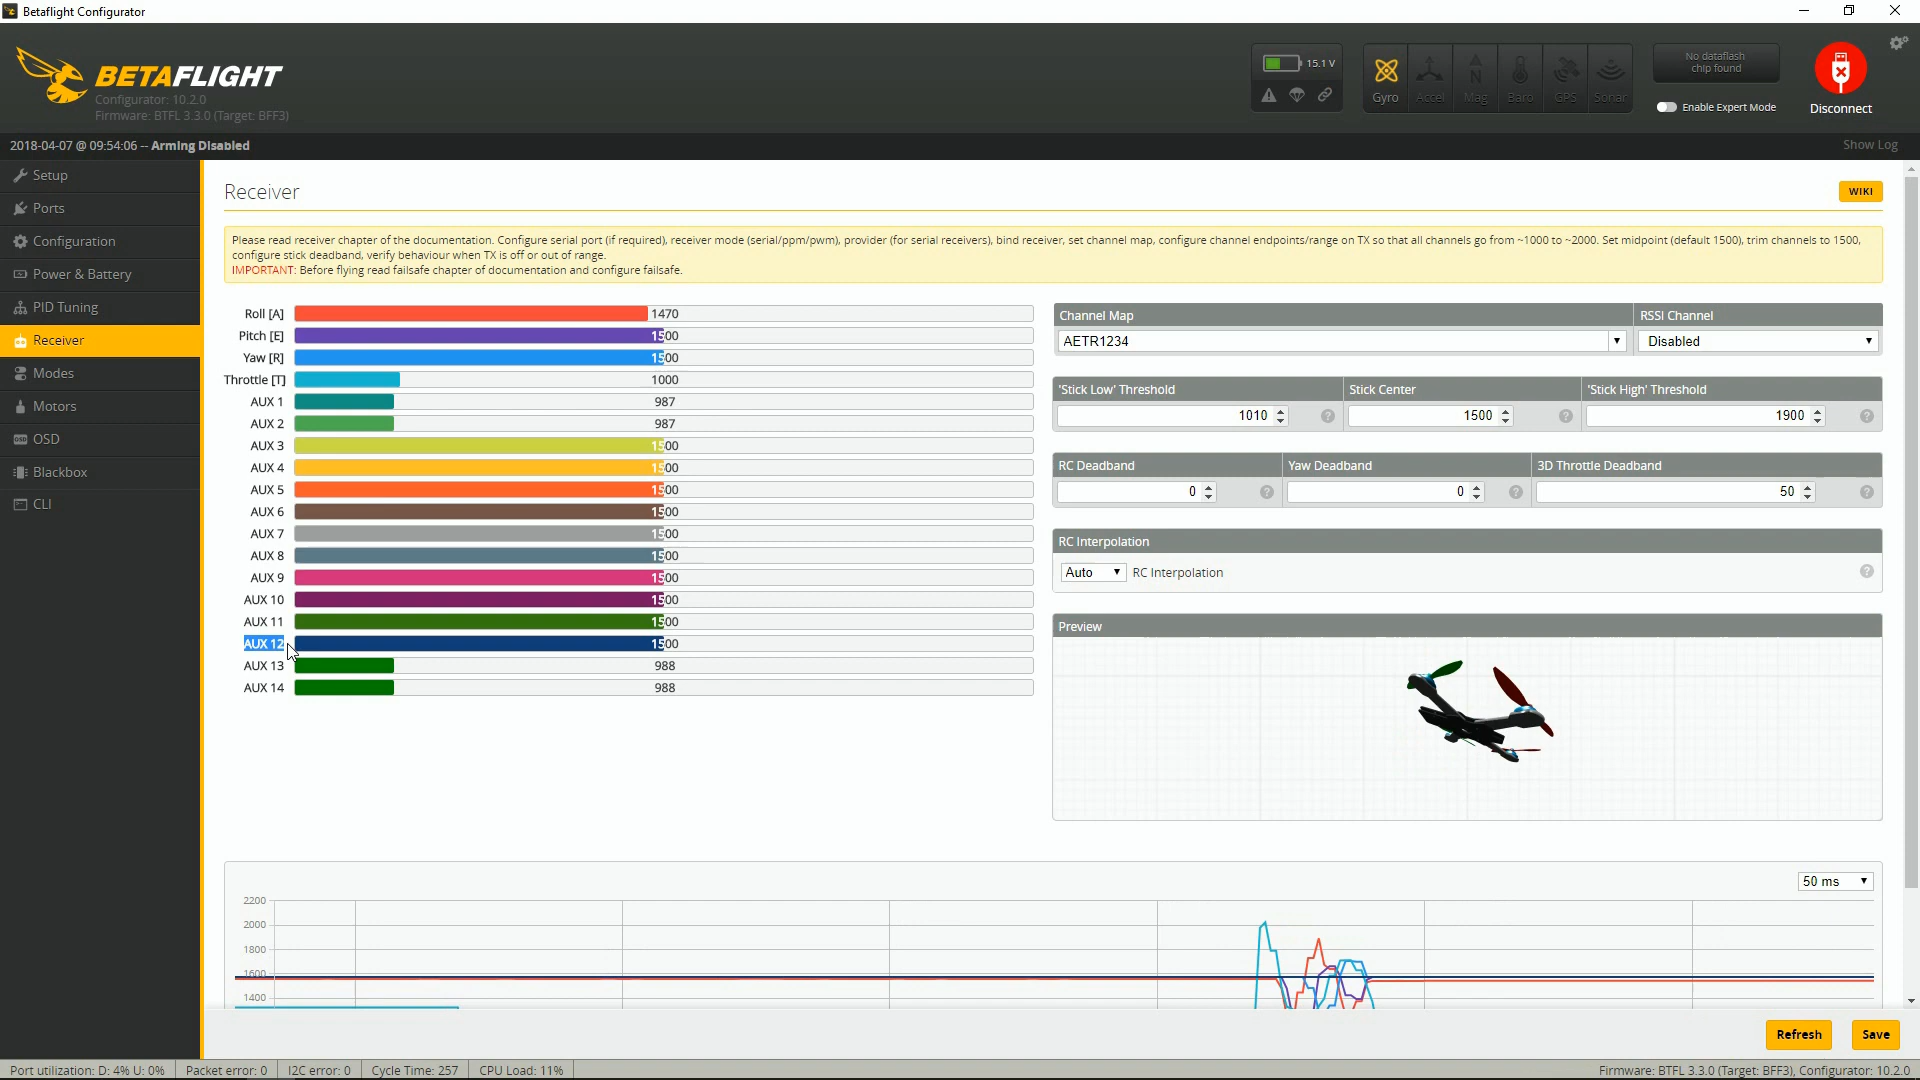 Betaflight Configurator
BETAFLIGHT
Configurator: 10.2.0
Firmware: BTFL 3.3.0 (Target: BFF3)
15.1 V
Gyro
Accel
Mag
Baro
GPS
Sonar
No dataflash
chip found
Enable Expert Mode
Disconnect
2018-04-07 @ 09:54:06 -- Arming Disabled
Show Log
Setup
Ports
Configuration
Power & Battery
PID Tuning
Receiver
Modes
Motors
OSD
Blackbox
CLI
Receiver
WIKI
Please read receiver chapter of the documentation. Configure serial port (if required), receiver mode (serial/ppm/pwm), provider (for serial receivers), bind receiver, set channel map, configure channel endpoints/range on TX so that all channels go from ~1000 to ~2000. Set midpoint (default 1500), trim channels to 1500,
configure stick deadband, verify behaviour when TX is off or out of range.
IMPORTANT: Before flying read failsafe chapter of documentation and configure failsafe.
Roll [A] 1470
Pitch [E] 1500
Yaw [R] 1500
Throttle [T] 1000
AUX 1 987
AUX 2 987
AUX 3 1500
AUX 4 1500
AUX 5 1500
AUX 6 1500
AUX 7 1500
AUX 8 1500
AUX 9 1500
AUX 10 1500
AUX 11 1500
AUX 12 1500
AUX 13 988
AUX 14 988
Channel Map
RSSI Channel
AETR1234
Disabled
'Stick Low' Threshold
Stick Center
'Stick High' Threshold
1010
1500
1900
RC Deadband
Yaw Deadband
3D Throttle Deadband
0
0
50
RC Interpolation
Auto
RC Interpolation
Preview
50 ms
2200
2000
1800
1600
1400
Refresh
Save
Port utilization: D: 4% U: 0%
Packet error: 0
I2C error: 0
Cycle Time: 257
CPU Load: 11%
Firmware: BTFL 3.3.0 (Target: BFF3), Configurator: 10.2.0